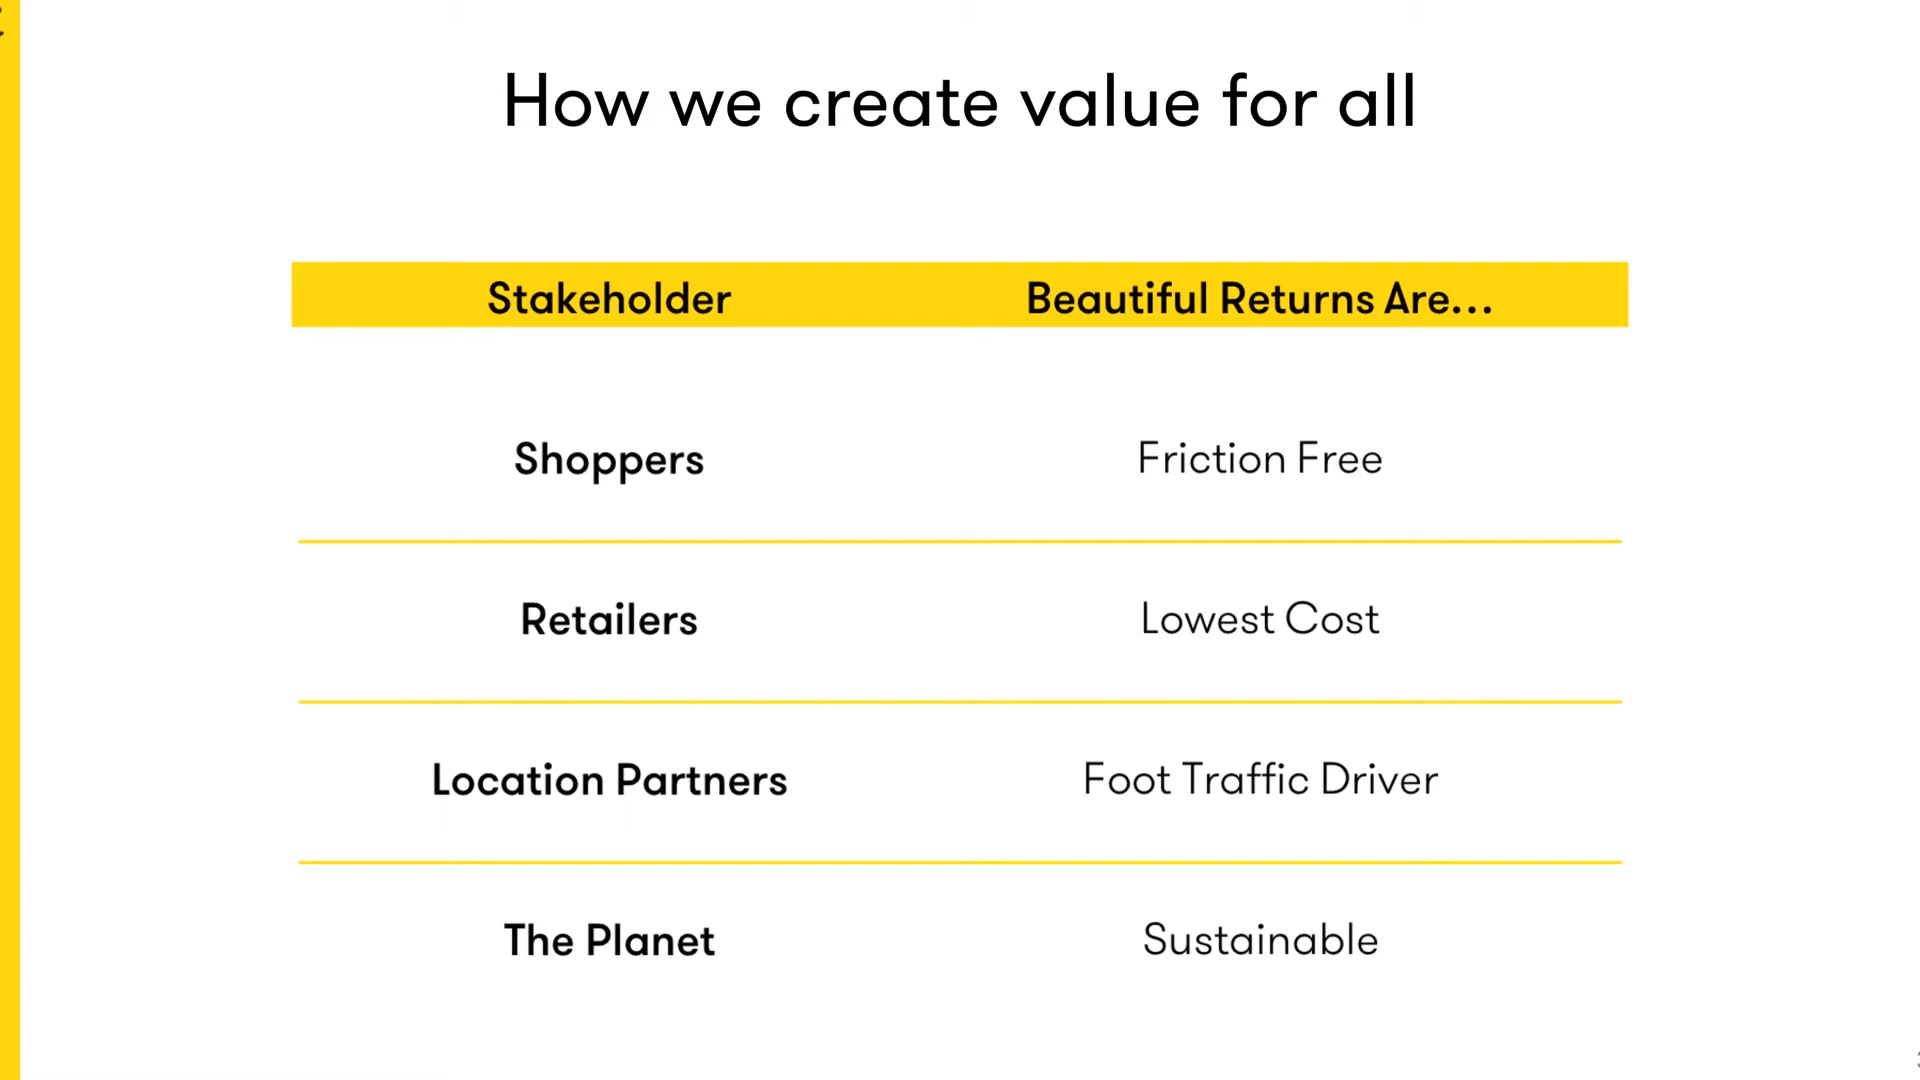 How we create value for all
Stakeholder Beautiful Returns Are...
Shoppers Friction Free
Retailers Lowest Cost
Location Partners Foot Traffic Driver
The Planet Sustainable